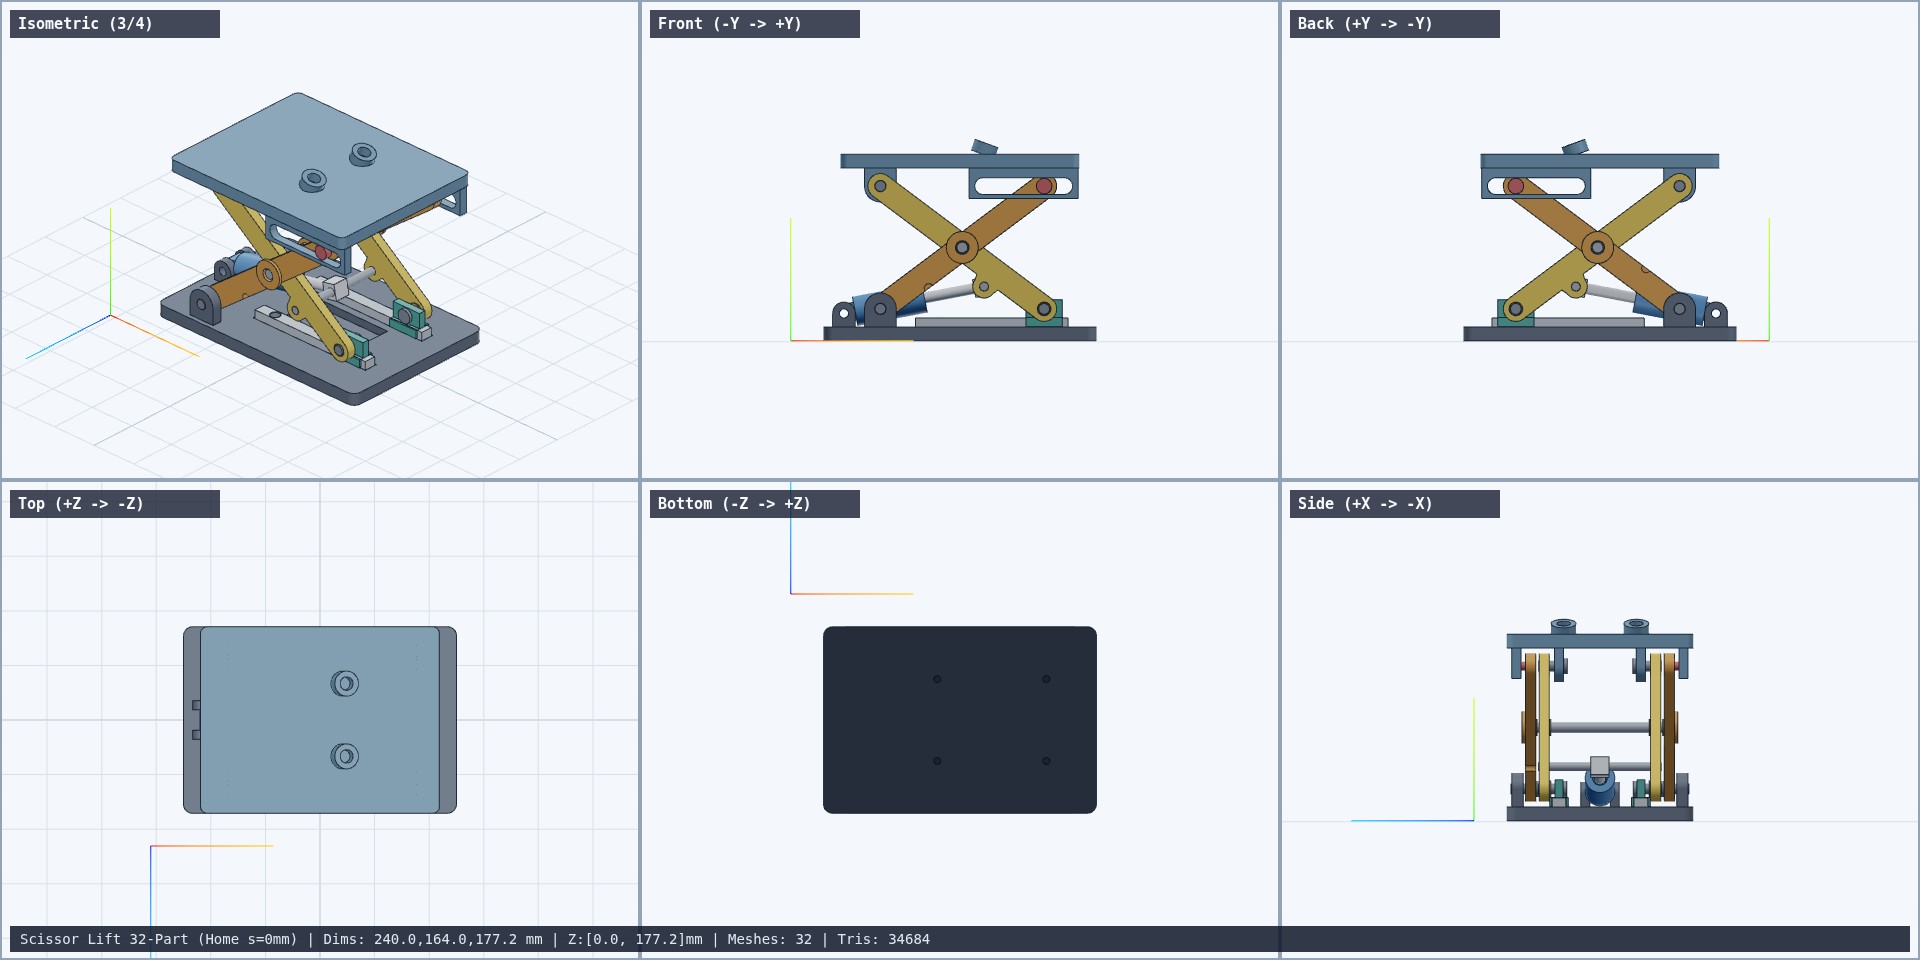 Isometric (3/4)
Front (-Y -> +Y)
Back (+Y -> -Y)
Top (+Z -> -Z)
Bottom (-Z -> +Z)
Side (+X -> -X)
Scissor Lift 32-Part (Home s=0mm) | Dims: 240.0,164.0,177.2 mm | Z:[0.0, 177.2]mm | Meshes: 32 | Tris: 34684